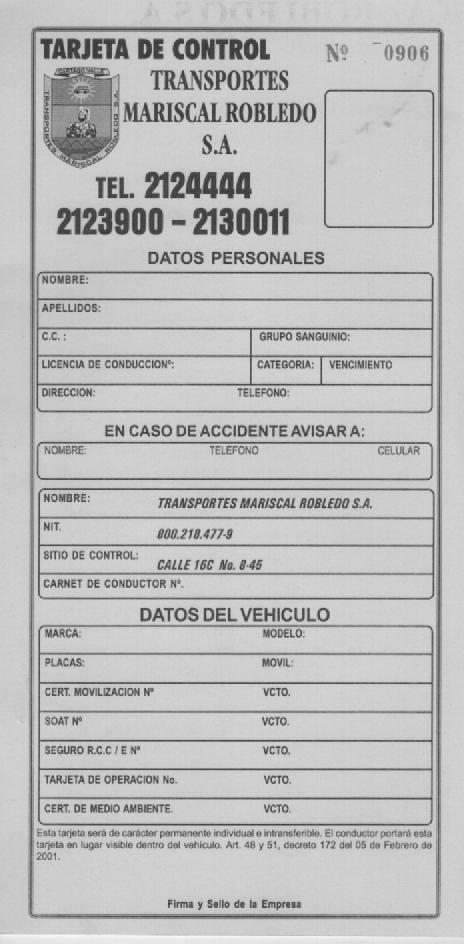 TARJETA DE CONTROL
Nº 0906
CARTAGO VALLE
TRANSPORTES MARISCAL ROBLEDO S.A.
TRANSPORTES
MARISCAL ROBLEDO
S.A.
TEL. 2124444
2123900 - 2130011
DATOS PERSONALES
NOMBRE:
APELLIDOS:
C.C. : GRUPO SANGUINIO:
LICENCIA DE CONDUCCIONº: CATEGORIA: VENCIMIENTO
DIRECCION: TELEFONO:
EN CASO DE ACCIDENTE AVISAR A:
NOMBRE: TELEFONO CELULAR
NOMBRE: TRANSPORTES MARISCAL ROBLEDO S.A.
NIT. 800.218.477-9
SITIO DE CONTROL: CALLE 16C No. 8-45
CARNET DE CONDUCTOR Nº.
DATOS DEL VEHICULO
MARCA: MODELO:
PLACAS: MOVIL:
CERT. MOVILIZACION Nº VCTO.
SOAT Nº VCTO.
SEGURO R.C.C / E Nº VCTO.
TARJETA DE OPERACION No. VCTO.
CERT. DE MEDIO AMBIENTE. VCTO.
Esta tarjeta será de carácter permanente individual e intransferible. El conductor portará esta
tarjeta en lugar visible dentro del vehículo. Art. 48 y 51, decreto 172 del 05 de Febrero de
2001.
Firma y Sello de la Empresa